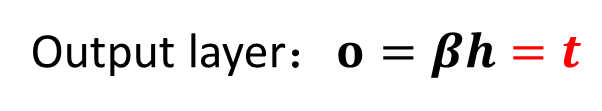 Output layer：o = βh = t